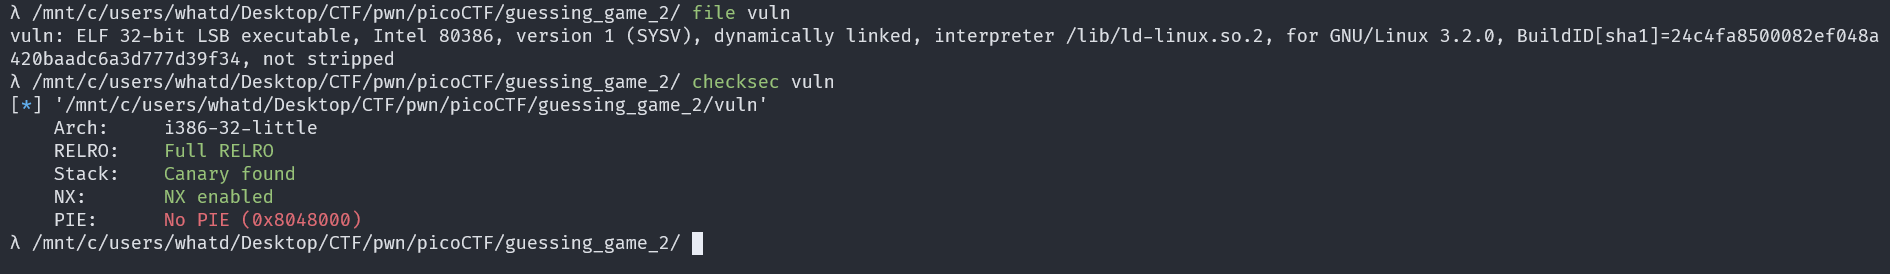 λ /mnt/c/users/whatd/Desktop/CTF/pwn/picoCTF/guessing_game_2/ file vuln
vuln: ELF 32-bit LSB executable, Intel 80386, version 1 (SYSV), dynamically linked, interpreter /lib/ld-linux.so.2, for GNU/Linux 3.2.0, BuildID[sha1]=24c4fa8500082ef048a
420baadc6a3d777d39f34, not stripped
λ /mnt/c/users/whatd/Desktop/CTF/pwn/picoCTF/guessing_game_2/ checksec vuln
[*] '/mnt/c/users/whatd/Desktop/CTF/pwn/picoCTF/guessing_game_2/vuln'
    Arch:     i386-32-little
    RELRO:    Full RELRO
    Stack:    Canary found
    NX:       NX enabled
    PIE:      No PIE (0x8048000)
λ /mnt/c/users/whatd/Desktop/CTF/pwn/picoCTF/guessing_game_2/